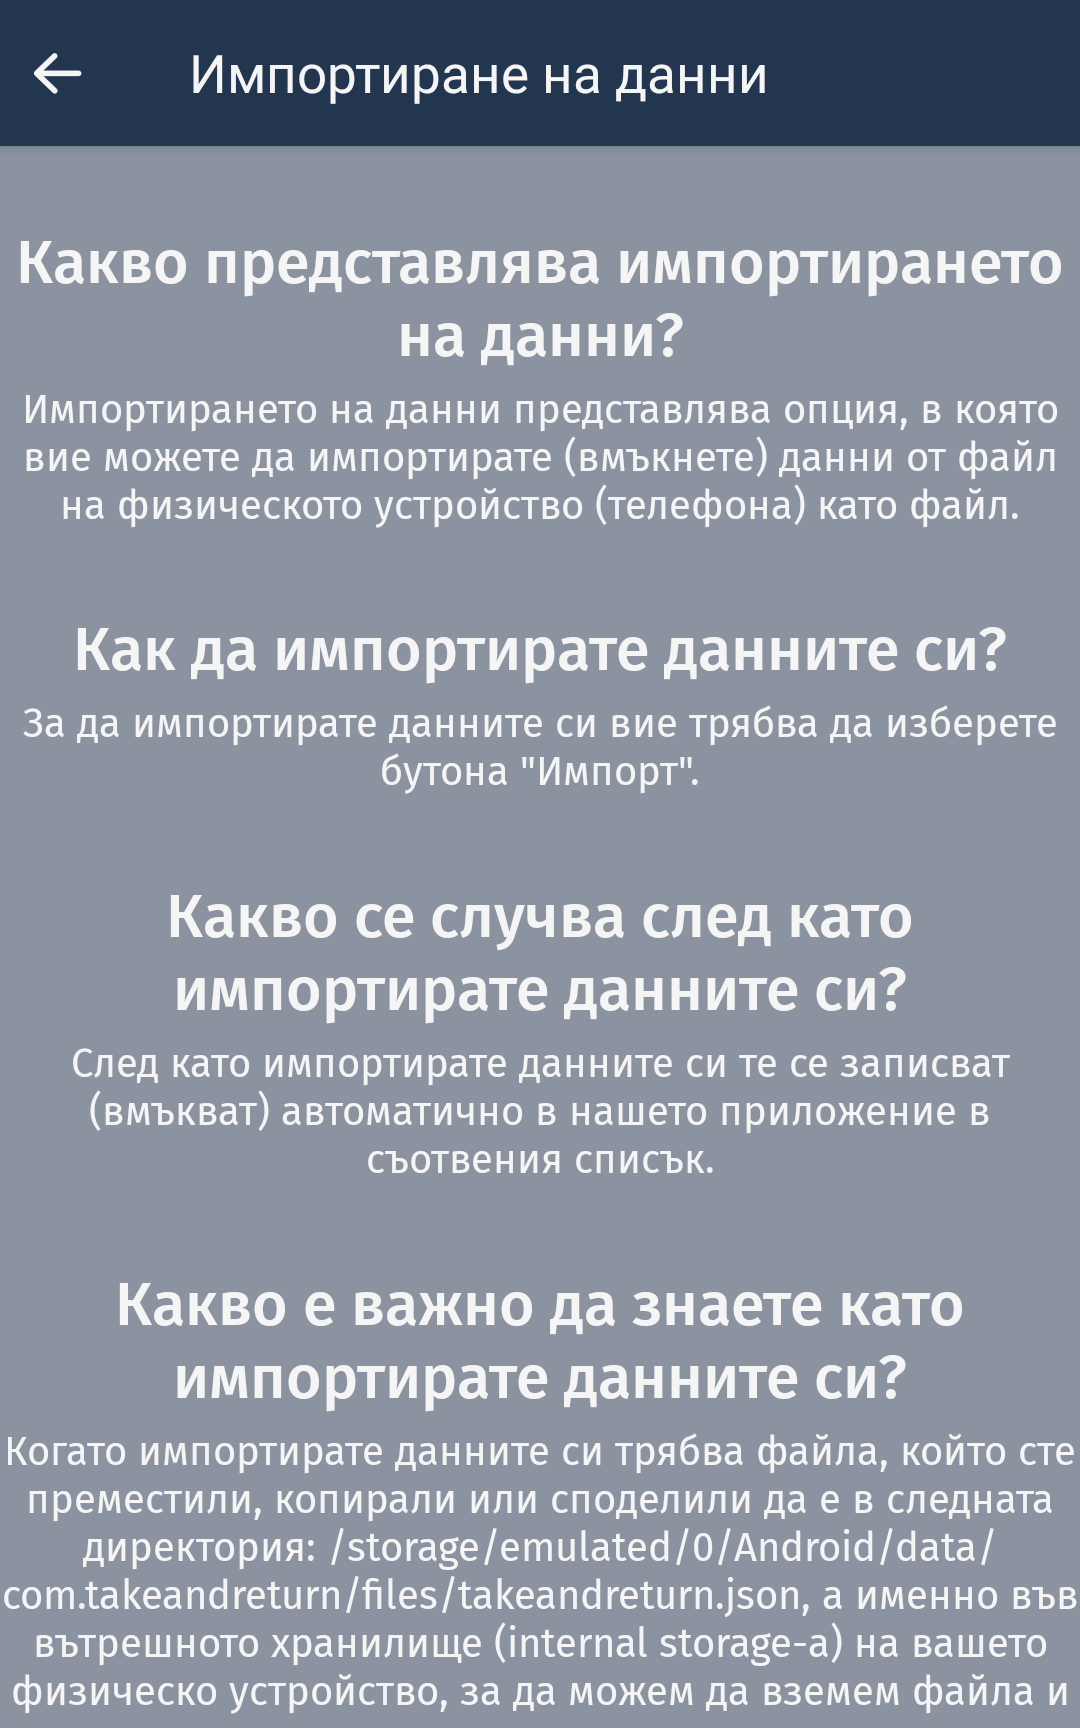 Импортиране на данни
Какво представлява импортирането
на данни?
Импортирането на данни представлява опция, в която
вие можете да импортирате (вмъкнете) данни от файл
на физическото устройство (телефона) като файл.
Как да импортирате данните си?
За да импортирате данните си вие трябва да изберете
бутона "Импорт".
Какво се случва след като
импортирате данните си?
След като импортирате данните си те се записват
(вмъкват) автоматично в нашето приложение в
съотвения списък.
Какво е важно да знаете като
импортирате данните си?
Когато импортирате данните си трябва файла, който сте
преместили, копирали или споделили да е в следната
директория: /storage/emulated/0/Android/data/
com.takeandreturn/files/takeandreturn.json, а именно във
вътрешното хранилище (internal storage-а) на вашето
физическо устройство, за да можем да вземем файла и